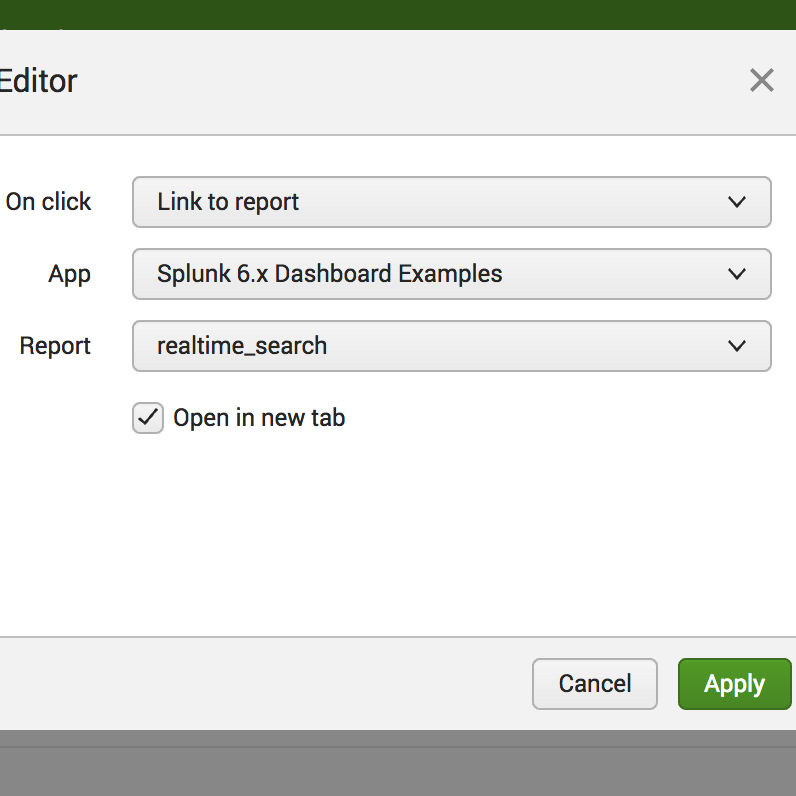 Editor
On click Link to report
App Splunk 6.x Dashboard Examples
Report realtime_search
Open in new tab
Cancel Apply